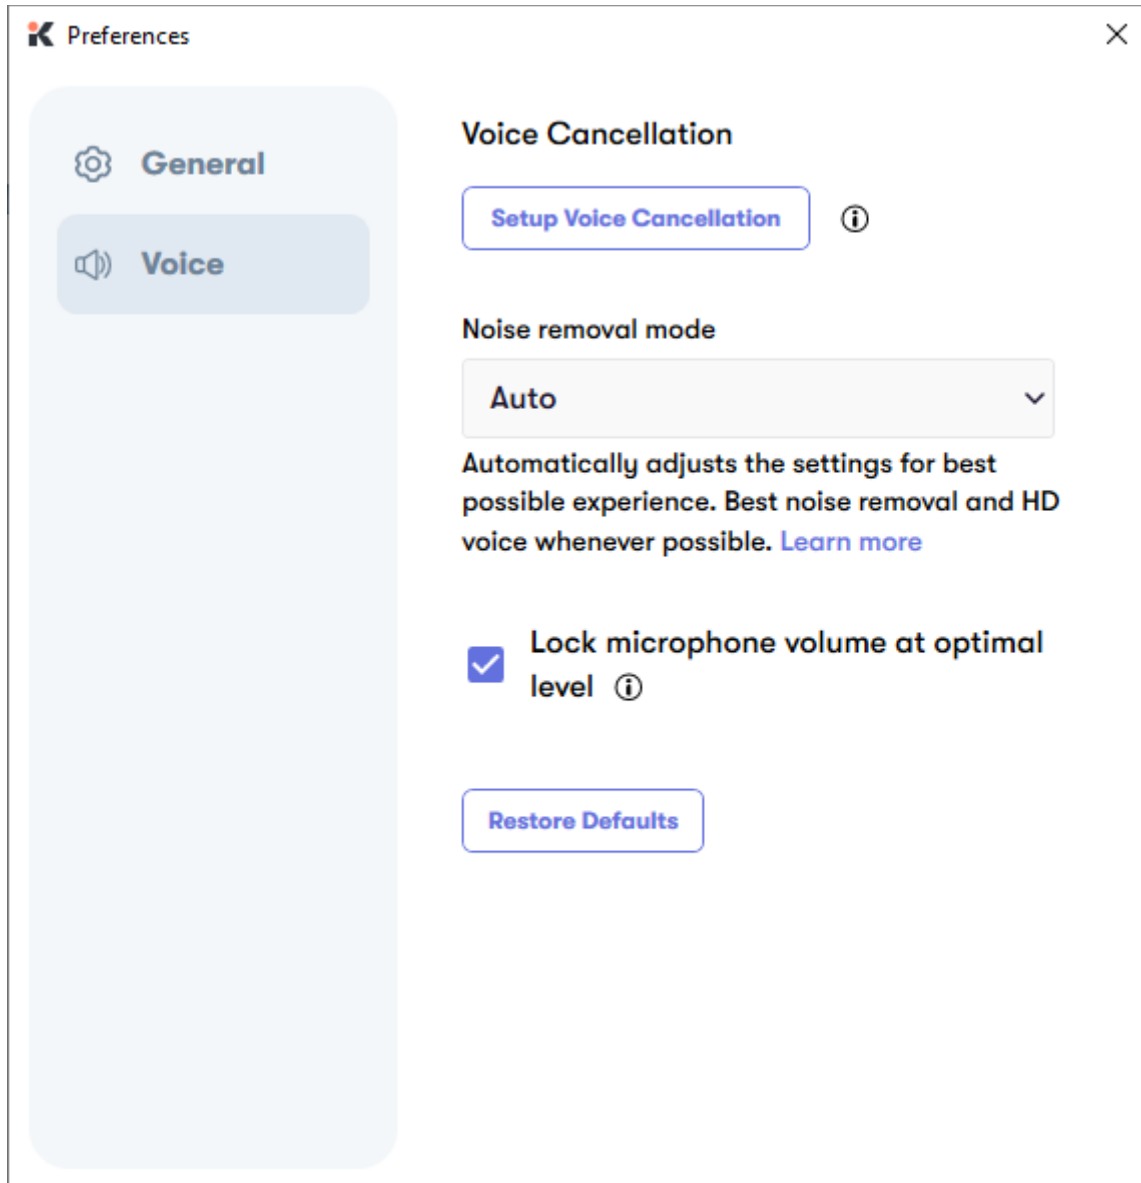 Preferences
General
Voice
Voice Cancellation
Setup Voice Cancellation
Noise removal mode
Auto
Automatically adjusts the settings for best
possible experience. Best noise removal and HD
voice whenever possible. Learn more
Lock microphone volume at optimal
level
Restore Defaults